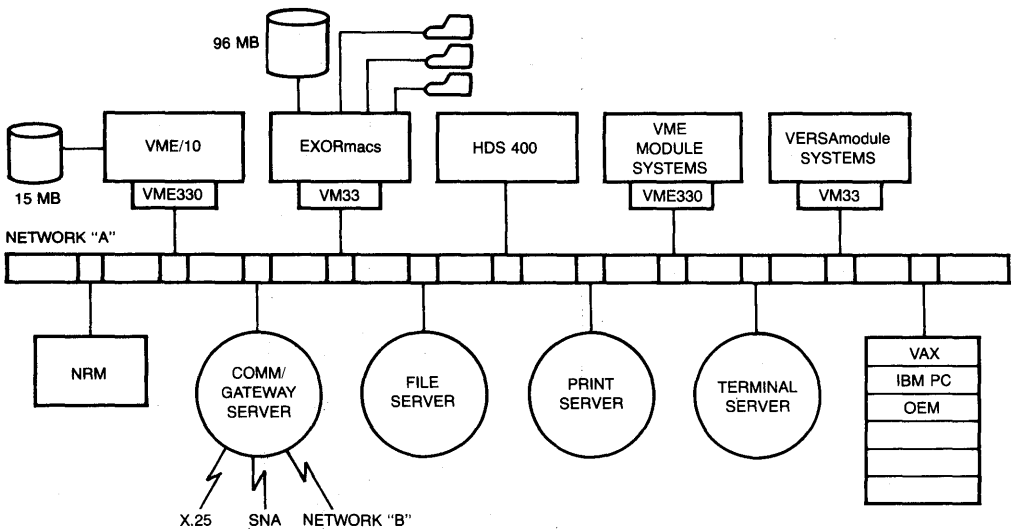 96 MB
15 MB
VME/10
VME330
EXORmacs
VM33
HDS 400
VME
MODULE
SYSTEMS
VME330
VERSAmodule
SYSTEMS
VM33
NETWORK "A"
NRM
COMM/
GATEWAY
SERVER
FILE
SERVER
PRINT
SERVER
TERMINAL
SERVER
VAX
IBM PC
OEM
X.25
SNA
NETWORK "B"